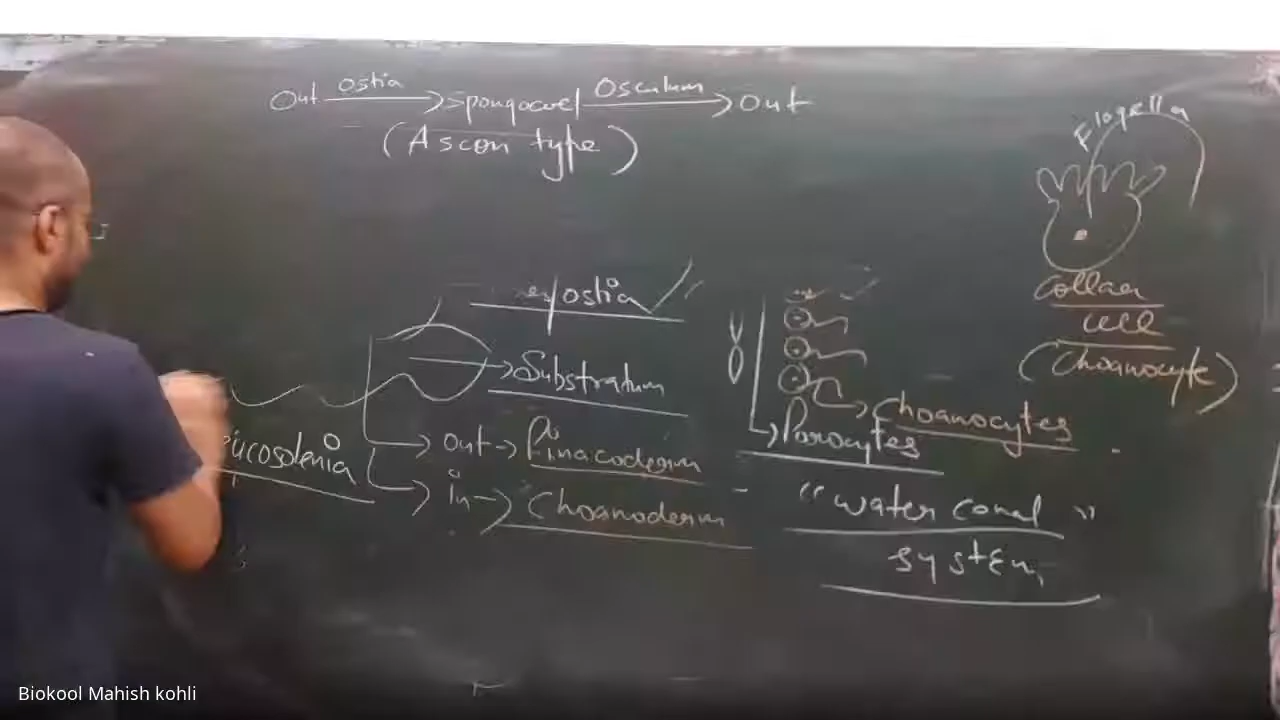 Out ostia → Spongocoel Osculum → Out
(Ascon type)
Flagella
Collar
cell
(Choanocyte)
ostia
→ Substratum
→ Out → Pinacoderm
→ in → Choanoderm
Leucosolenia
→ Choanocytes
→ Porocytes
"water canal"
system
Biokool Mahish kohli